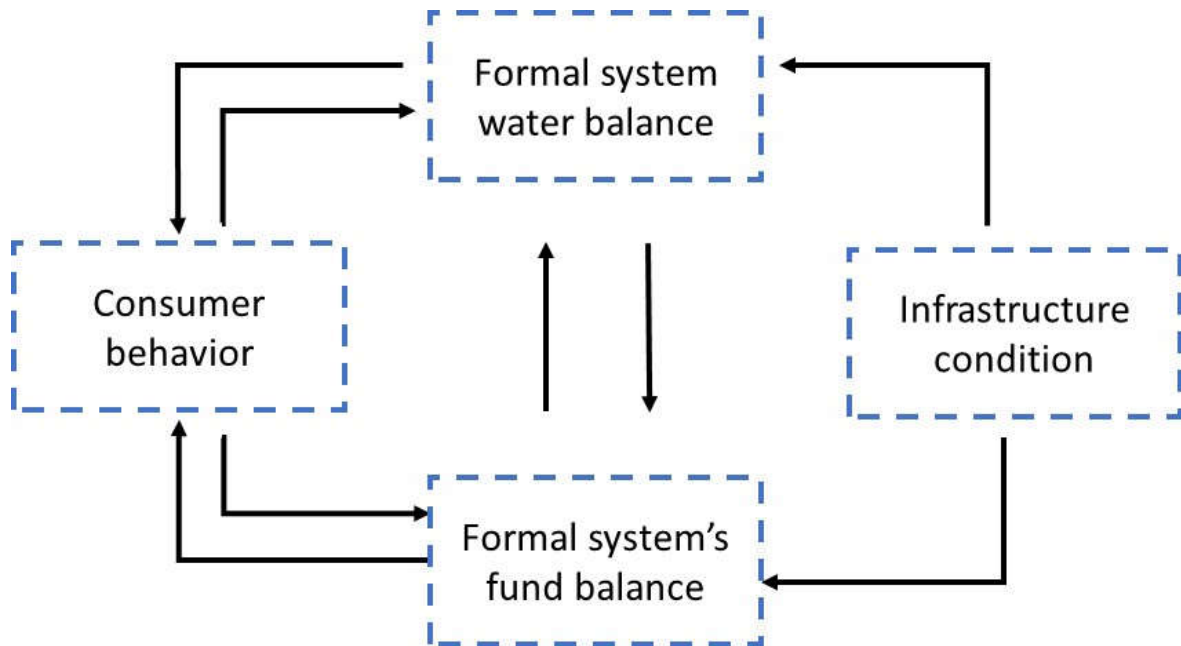 Formal system
water balance
Consumer
behavior
Infrastructure
condition
Formal system’s
fund balance